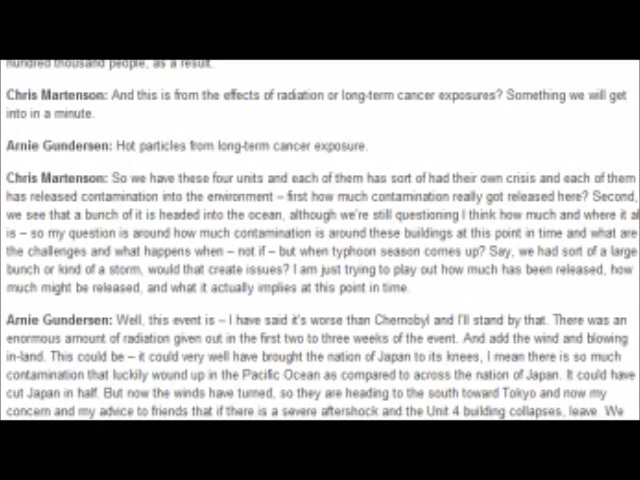 hundred thousand people, as a result.
Chris Martenson: And this is from the effects of radiation or long-term cancer exposures? Something we will get
into in a minute.
Arnie Gundersen: Hot particles from long-term cancer exposure.
Chris Martenson: So we have these four units and each of them has sort of had their own crisis and each of them
has released contamination into the environment – first how much contamination really got released here? Second,
we see that a bunch of it is headed into the ocean, although we're still questioning I think how much and where it al
is – so my question is around how much contamination is around these buildings at this point in time and what are
the challenges and what happens when – not if – but when typhoon season comes up? Say, we had sort of a large
bunch or kind of a storm, would that create issues? I am just trying to play out how much has been released, how
much might be released, and what it actually implies at this point in time.
Arnie Gundersen: Well, this event is – I have said it's worse than Chernobyl and I'll stand by that. There was an
enormous amount of radiation given out in the first two to three weeks of the event. And add the wind and blowing
in-land. This could be – it could very well have brought the nation of Japan to its knees, I mean there is so much
contamination that luckily wound up in the Pacific Ocean as compared to across the nation of Japan. It could have
cut Japan in half. But now the winds have turned, so they are heading to the south toward Tokyo and now my
concern and my advice to friends that if there is a severe aftershock and the Unit 4 building collapses, leave. We